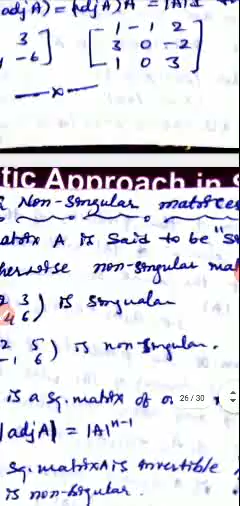 adj A) = (adj A) A = |A| I
3 [1 -1 2
, -6] 3 0 -2
1 0 3]
—x—
tic Approach in S
& Non-Singular matrices
atrix A is said to be "S
herwise non-singular mat
2 3
4 6) is singular
2 5
-1 6) is non singular.
is a sq. matrix of o 26 / 30
|adj A| = |A|^n-1
sq. matrix A is invertible
is non-singular.